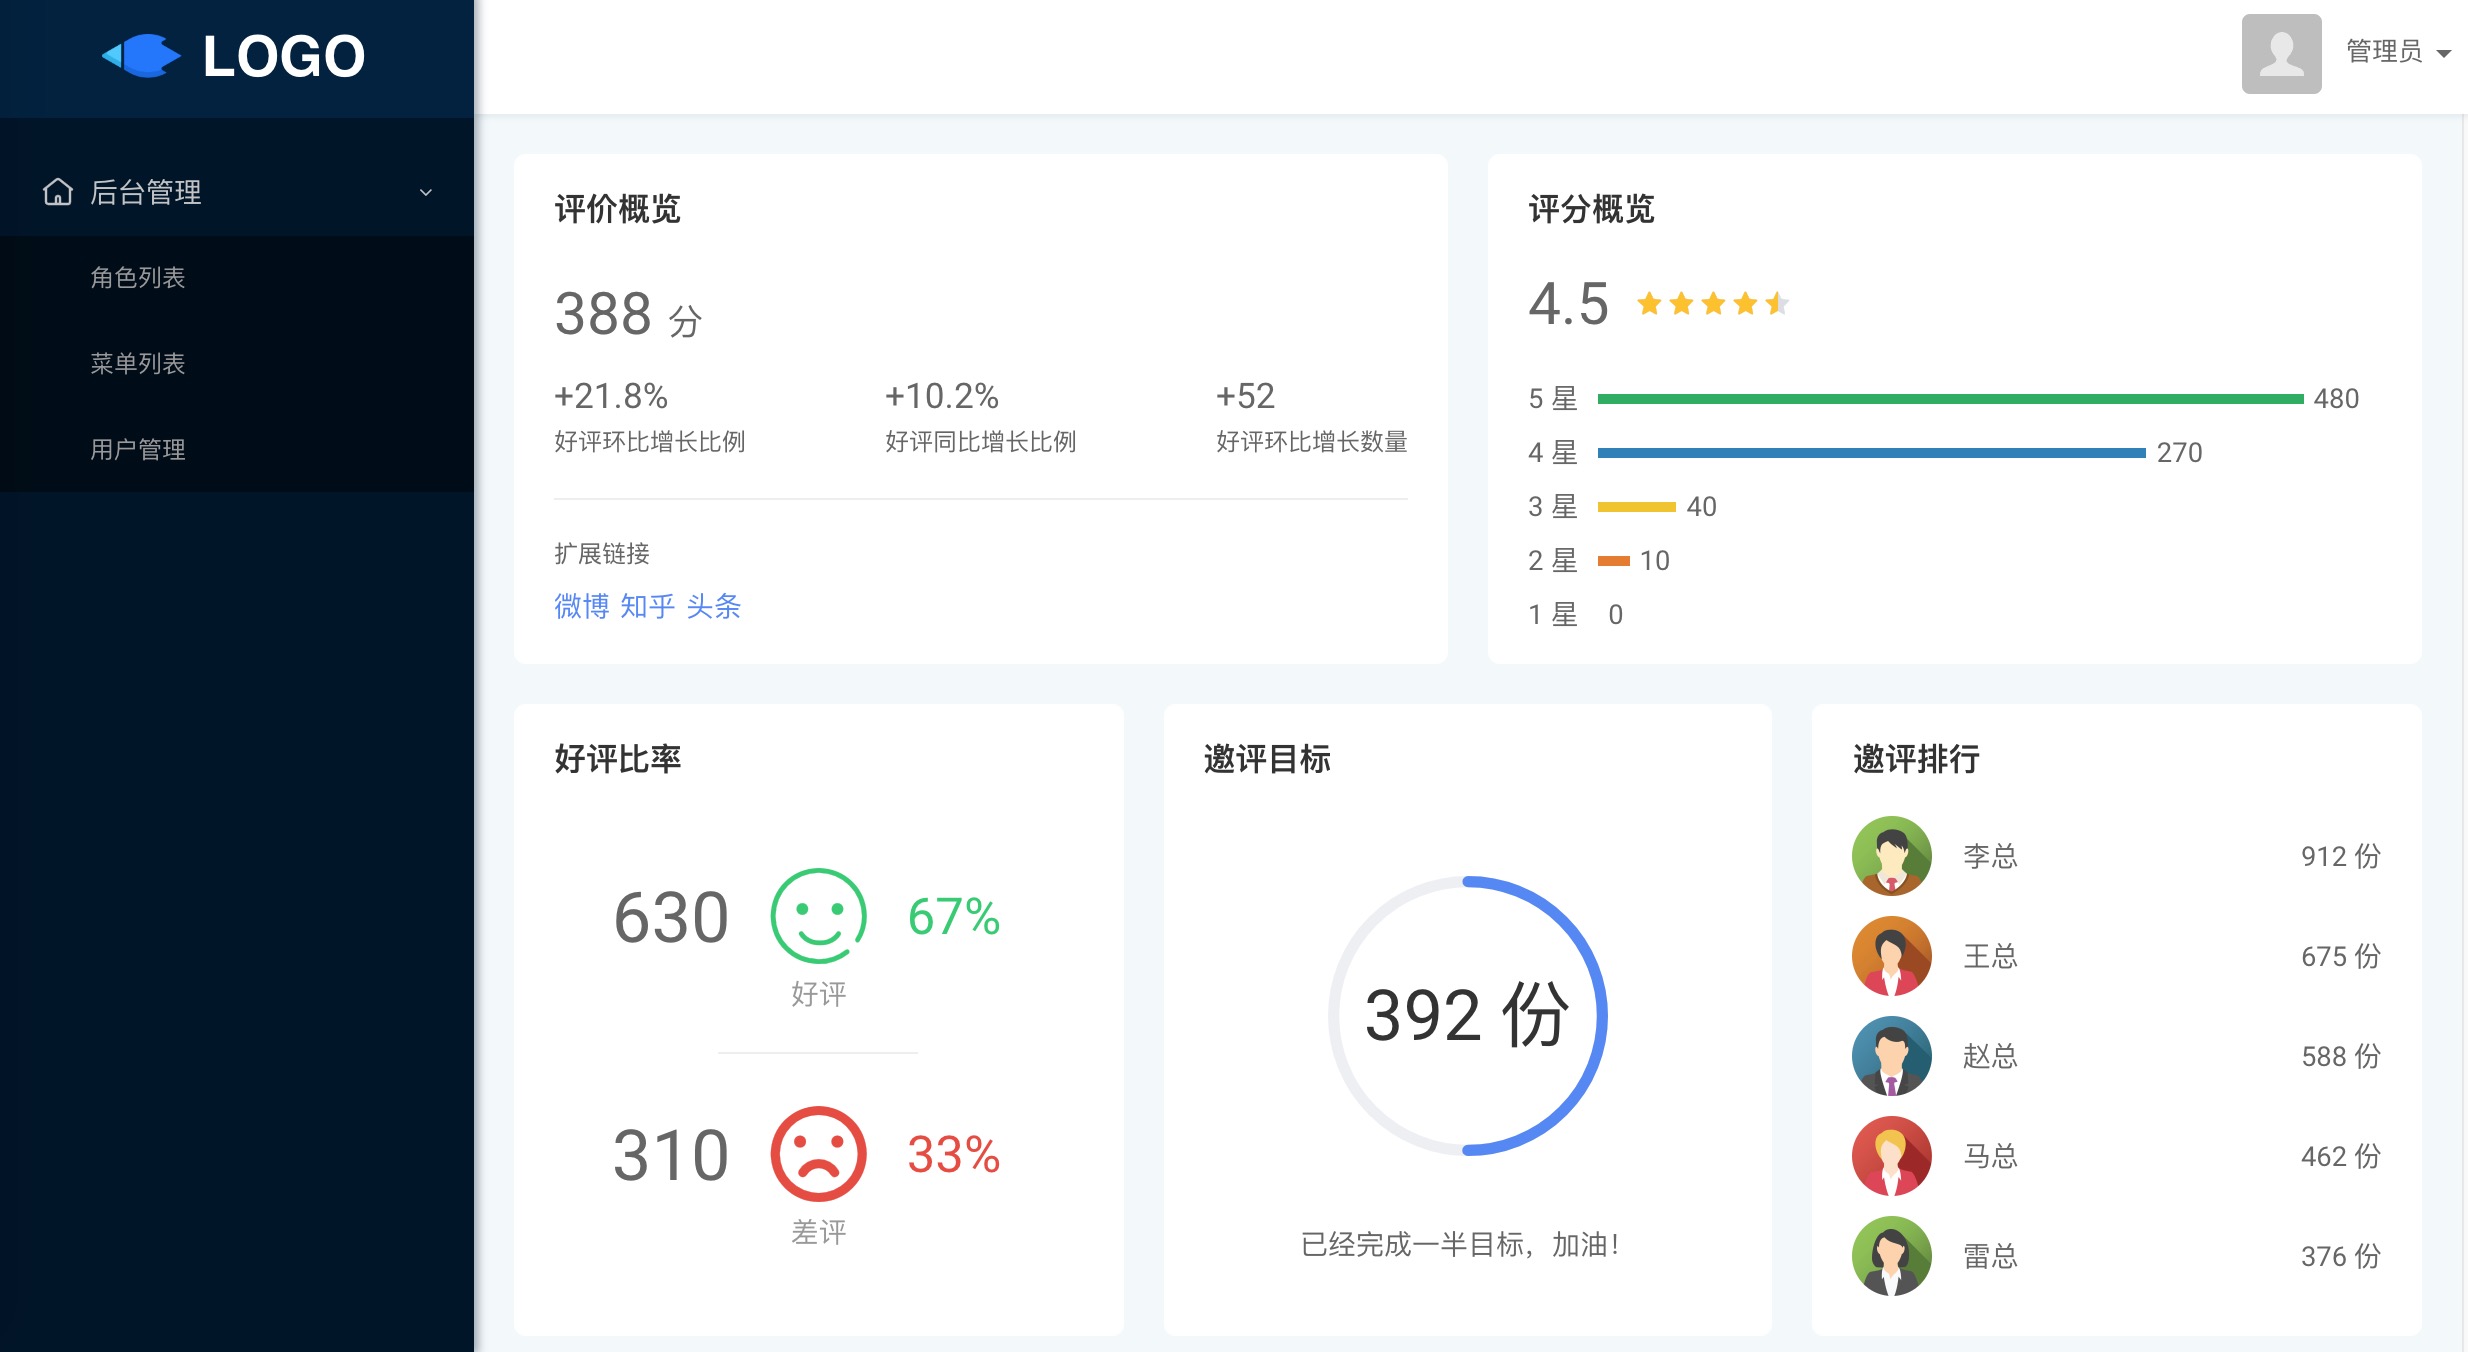 LOGO
管理员
后台管理
角色列表
菜单列表
用户管理
评价概览
388 分
+21.8% +10.2% +52
好评环比增长比例 好评同比增长比例 好评环比增长数量
扩展链接
微博 知乎 头条
评分概览
4.5
5 星 480
4 星 270
3 星 40
2 星 10
1 星 0
好评比率
630 67%
好评
310 33%
差评
邀评目标
392 份
已经完成一半目标，加油！
邀评排行
李总 912 份
王总 675 份
赵总 588 份
马总 462 份
雷总 376 份